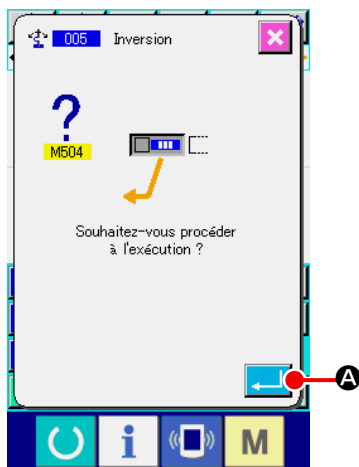 005 Inversion
?
M504
Souhaitez-vous procéder
à l'exécution ?
A
i
M